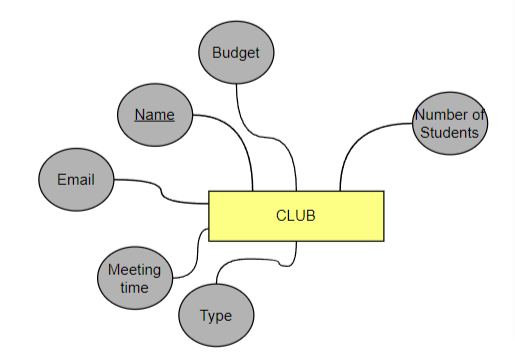 Budget
Name
Number of
Students
Email
CLUB
Meeting
time
Type